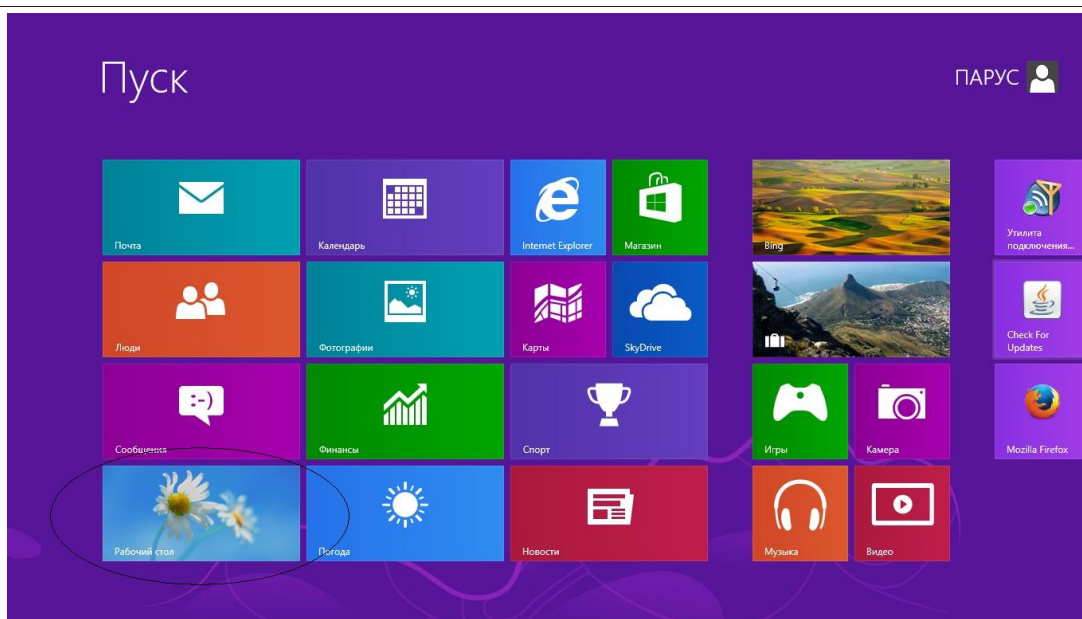 Пуск
ПАРУС
Почта
Календарь
Internet Explorer
Магазин
Bing
Утилита
подключения...
Люди
Фотографии
Карты
SkyDrive
Check For
Updates
Сообщения
Финансы
Спорт
Игры
Камера
Mozilla Firefox
Рабочий стол
Погода
Новости
Музыка
Видео